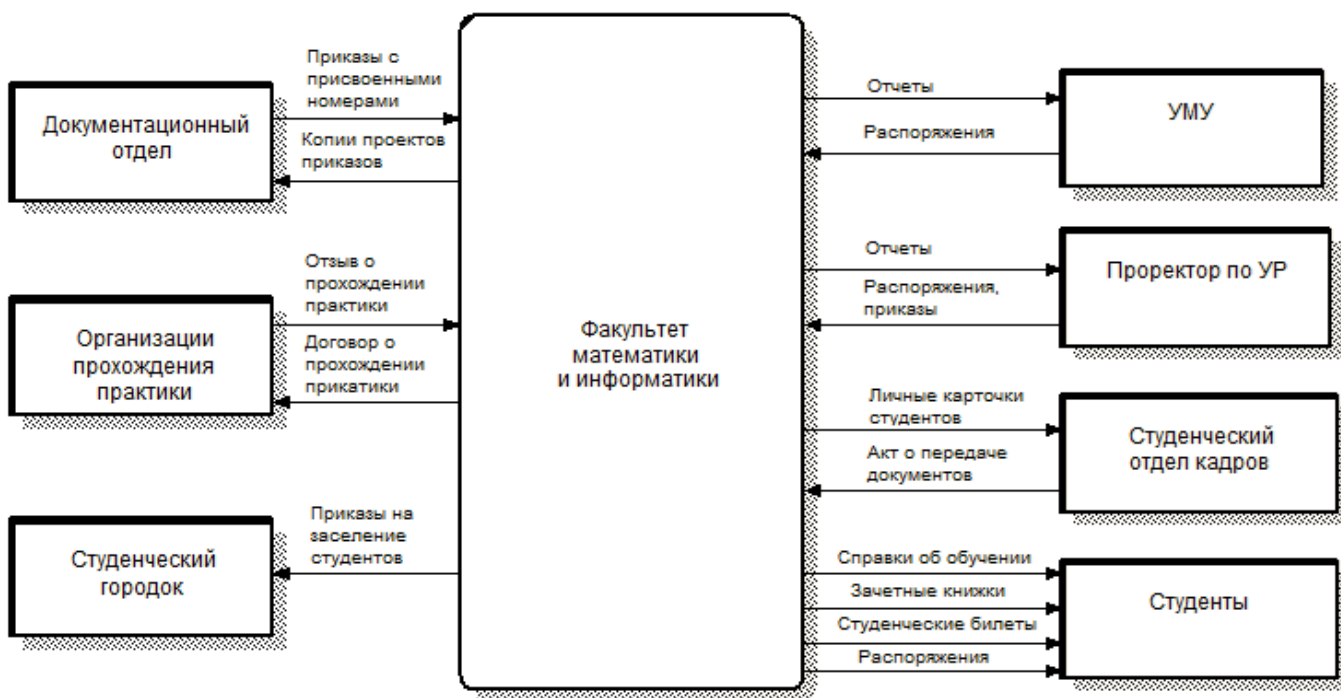 Документационный
отдел
Приказы с
присвоенными
номерами
Копии проектов
приказов
Организации
прохождения
практики
Отзыв о
прохождении
практики
Договор о
прохождении
прикатики
Студенческий
городок
Приказы на
заселение
студентов
Факультет
математики
и информатики
Отчеты
Распоряжения
УМУ
Отчеты
Распоряжения,
приказы
Проректор по УР
Личные карточки
студентов
Акт о передаче
документов
Студенческий
отдел кадров
Справки об обучении
Зачетные книжки
Студенческие билеты
Распоряжения
Студенты